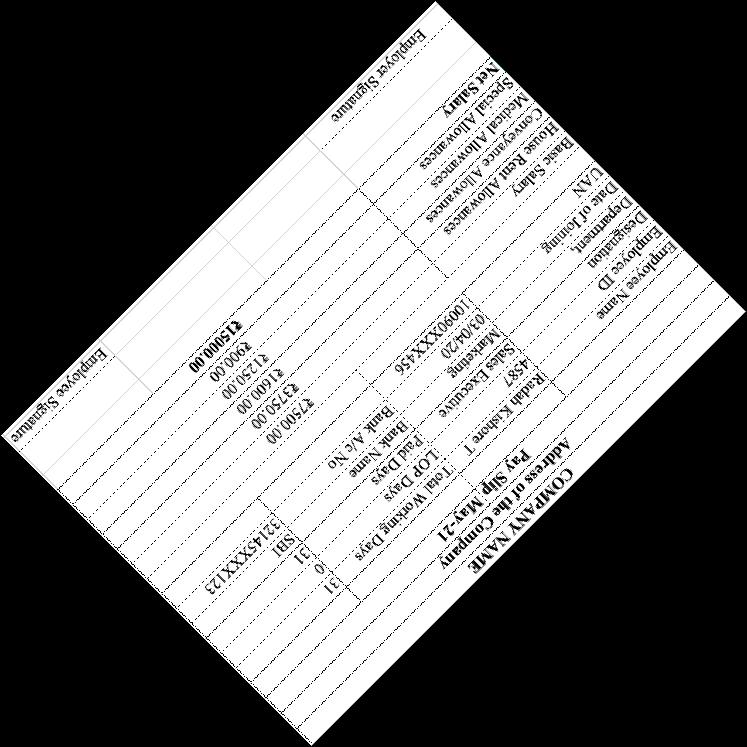 COMPANY NAME
Address of the Company
Pay Slip May-21
Employee Name Radah Kishore T Total Working Days 31
Employee ID 4587 LOP Days 0
Designation Sales Executive Paid Days 31
Department, Marketing Bank Name SBI
Date of Joining 03/04/20 Bank A/c No 32145XXX123
UAN 10090XXX456
Basic Salary ₹7500.00
House Rent Allowances ₹3750.00
Conveyance Allowances ₹1600.00
Medical Allowances ₹1250.00
Special Allowances ₹900.00
Net Salary ₹15000.00
Employer Signature Employee Signature